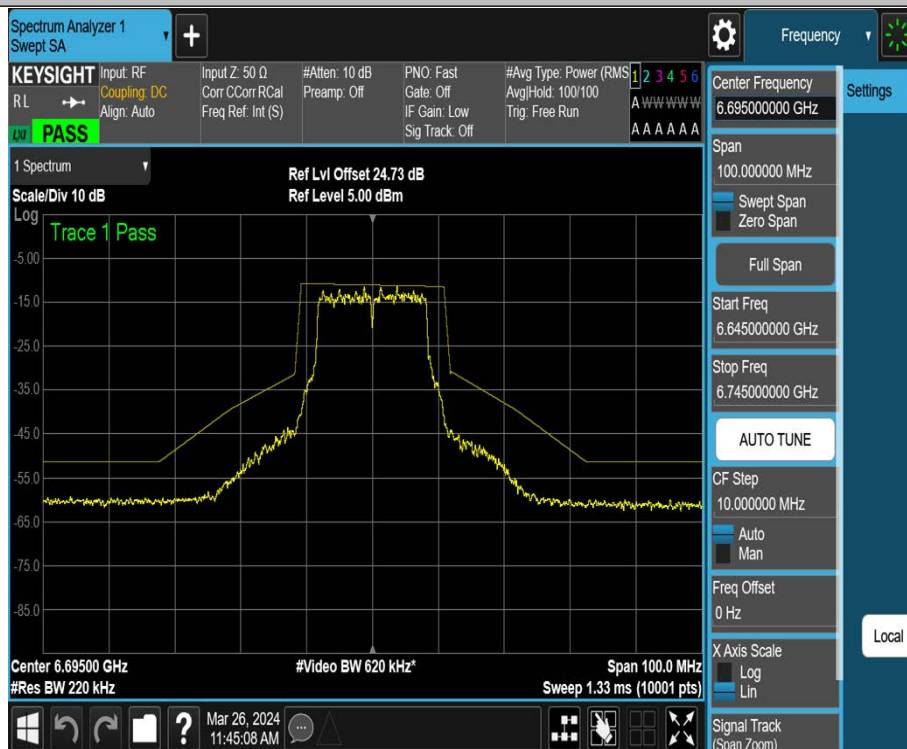 Spectrum Analyzer 1
Swept SA
+
Frequency
KEYSIGHT
RL
LXI PASS
Input: RF
Coupling: DC
Align: Auto
Input Z: 50 Ω
Corr CCorr RCal
Freq Ref: Int (S)
#Atten: 10 dB
Preamp: Off
PNO: Fast
Gate: Off
IF Gain: Low
Sig Track: Off
#Avg Type: Power (RMS
Avg|Hold: 100/100
Trig: Free Run
1 2 3 4 5 6
A W W W W W
A A A A A A
1 Spectrum
Scale/Div 10 dB
Ref Lvl Offset 24.73 dB
Ref Level 5.00 dBm
Log
Trace 1 Pass
-5.00
-15.0
-25.0
-35.0
-45.0
-55.0
-65.0
-75.0
-85.0
Center 6.69500 GHz
#Res BW 220 kHz
#Video BW 620 kHz*
Span 100.0 MHz
Sweep 1.33 ms (10001 pts)
?
Mar 26, 2024
11:45:08 AM
Center Frequency
6.695000000 GHz
Span
100.000000 MHz
Swept Span
Zero Span
Full Span
Start Freq
6.645000000 GHz
Stop Freq
6.745000000 GHz
AUTO TUNE
CF Step
10.000000 MHz
Auto
Man
Freq Offset
0 Hz
X Axis Scale
Log
Lin
Signal Track
(Span Zoom)
Settings
Local